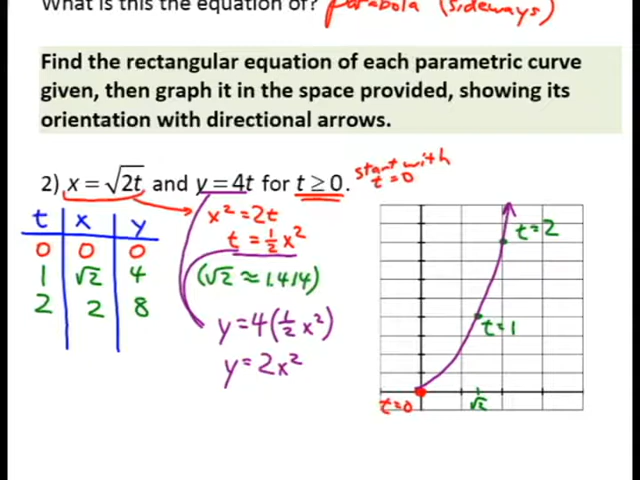 What is this the equation of? parabola (sideways)
Find the rectangular equation of each parametric curve
given, then graph it in the space provided, showing its
orientation with directional arrows.
2) x = √2t and y = 4t for t ≥ 0. start with
t = 0
t x y
0 0 0
1 √2 4
2 2 8
x² = 2t
t = ½x²
(√2 ≈ 1.414)
y = 4(½x²)
y = 2x²
t=2
t=1
t=0
√2